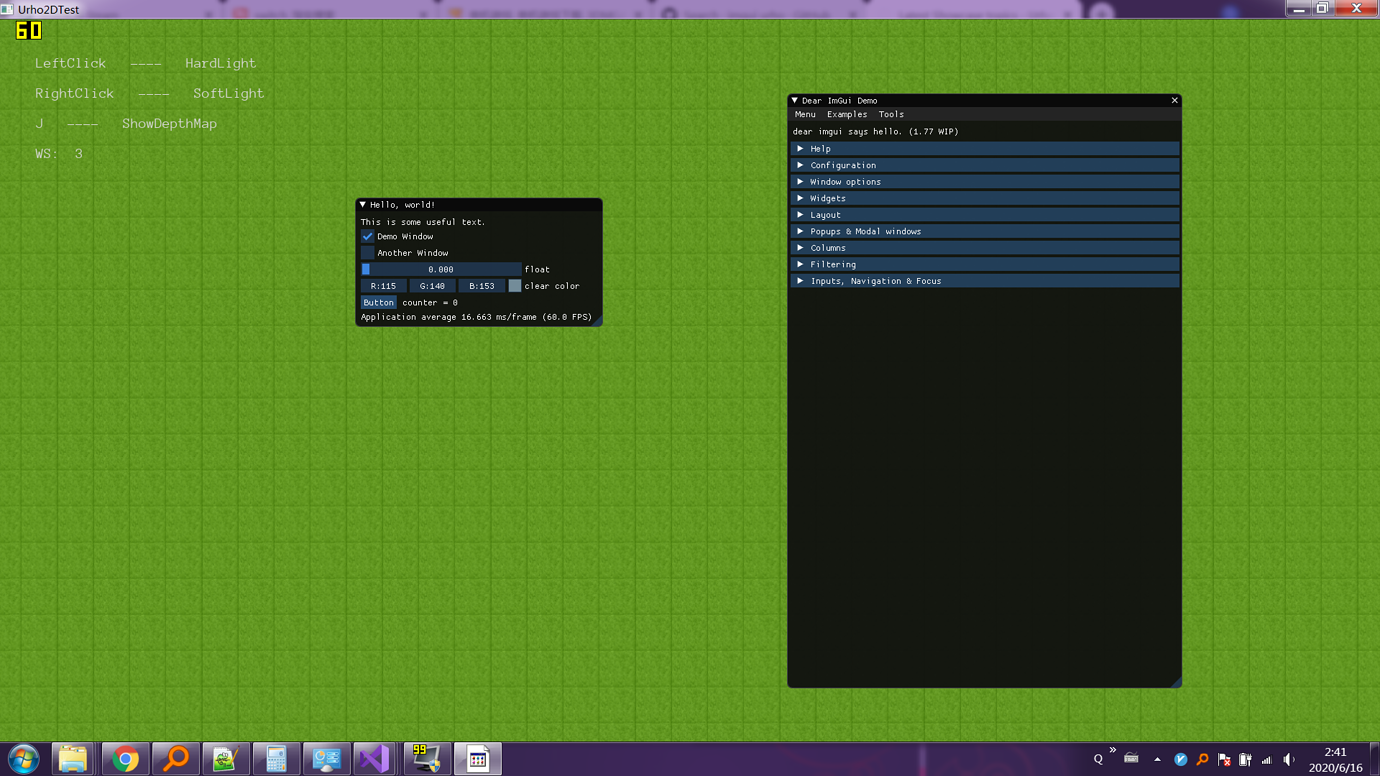 Urho2DTest
60
LeftClick ---- HardLight
RightClick ---- SoftLight
J ---- ShowDepthMap
WS: 3
Hello, world!
This is some useful text.
Demo Window
Another Window
0.000 float
R:115 G:140 B:153 clear color
Button counter = 0
Application average 16.663 ms/frame (60.0 FPS)
Dear ImGui Demo
Menu Examples Tools
dear imgui says hello. (1.77 WIP)
Help
Configuration
Window options
Widgets
Layout
Popups & Modal windows
Columns
Filtering
Inputs, Navigation & Focus
99
2:41
2020/6/16